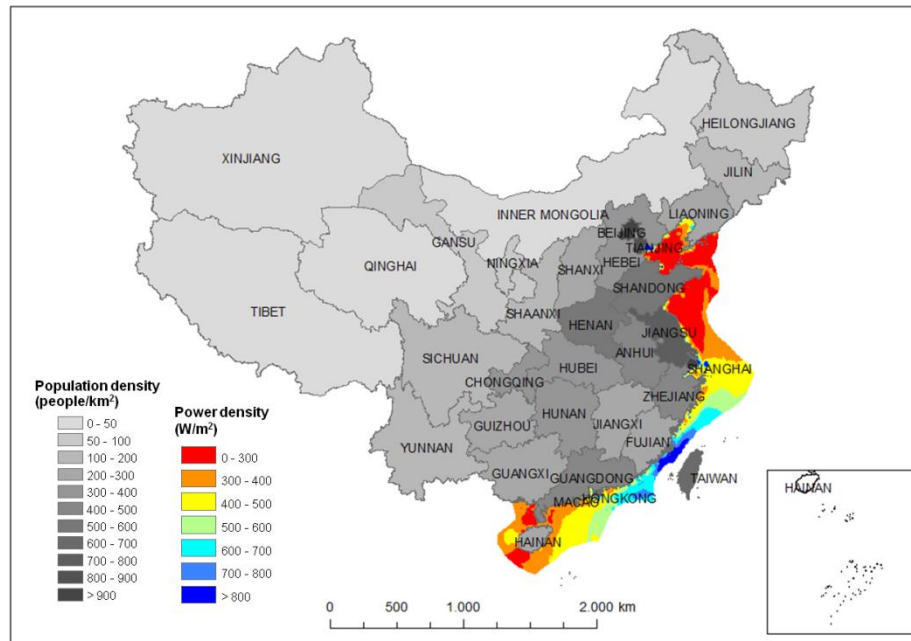 HEILONGJIANG
XINJIANG
JILIN
INNER MONGOLIA
LIAONING
BEIJING
GANSU
TIANJING
QINGHAI
NINGXIA
HEBEI
SHANXI
SHANDONG
TIBET
SHAANXI
HENAN
JIANGSU
SICHUAN
ANHUI
SHANGHAI
HUBEI
CHONGQING
ZHEJIANG
HUNAN
JIANGXI
GUIZHOU
FUJIAN
YUNNAN
GUANGXI
GUANGDONG
TAIWAN
HONGKONG
MACAO
HAINAN
HAINAN
Population density
(people/km²)
0 - 50
50 - 100
100 - 200
200 -300
300 - 400
400 - 500
500 - 600
600 - 700
700 - 800
800 - 900
> 900
Power density
(W/m²)
0 - 300
300 - 400
400 - 500
500 - 600
600 - 700
700 - 800
> 800
0 500 1.000 2.000 km